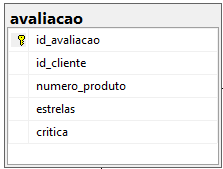 avaliacao
id_avaliacao
id_cliente
numero_produto
estrelas
critica